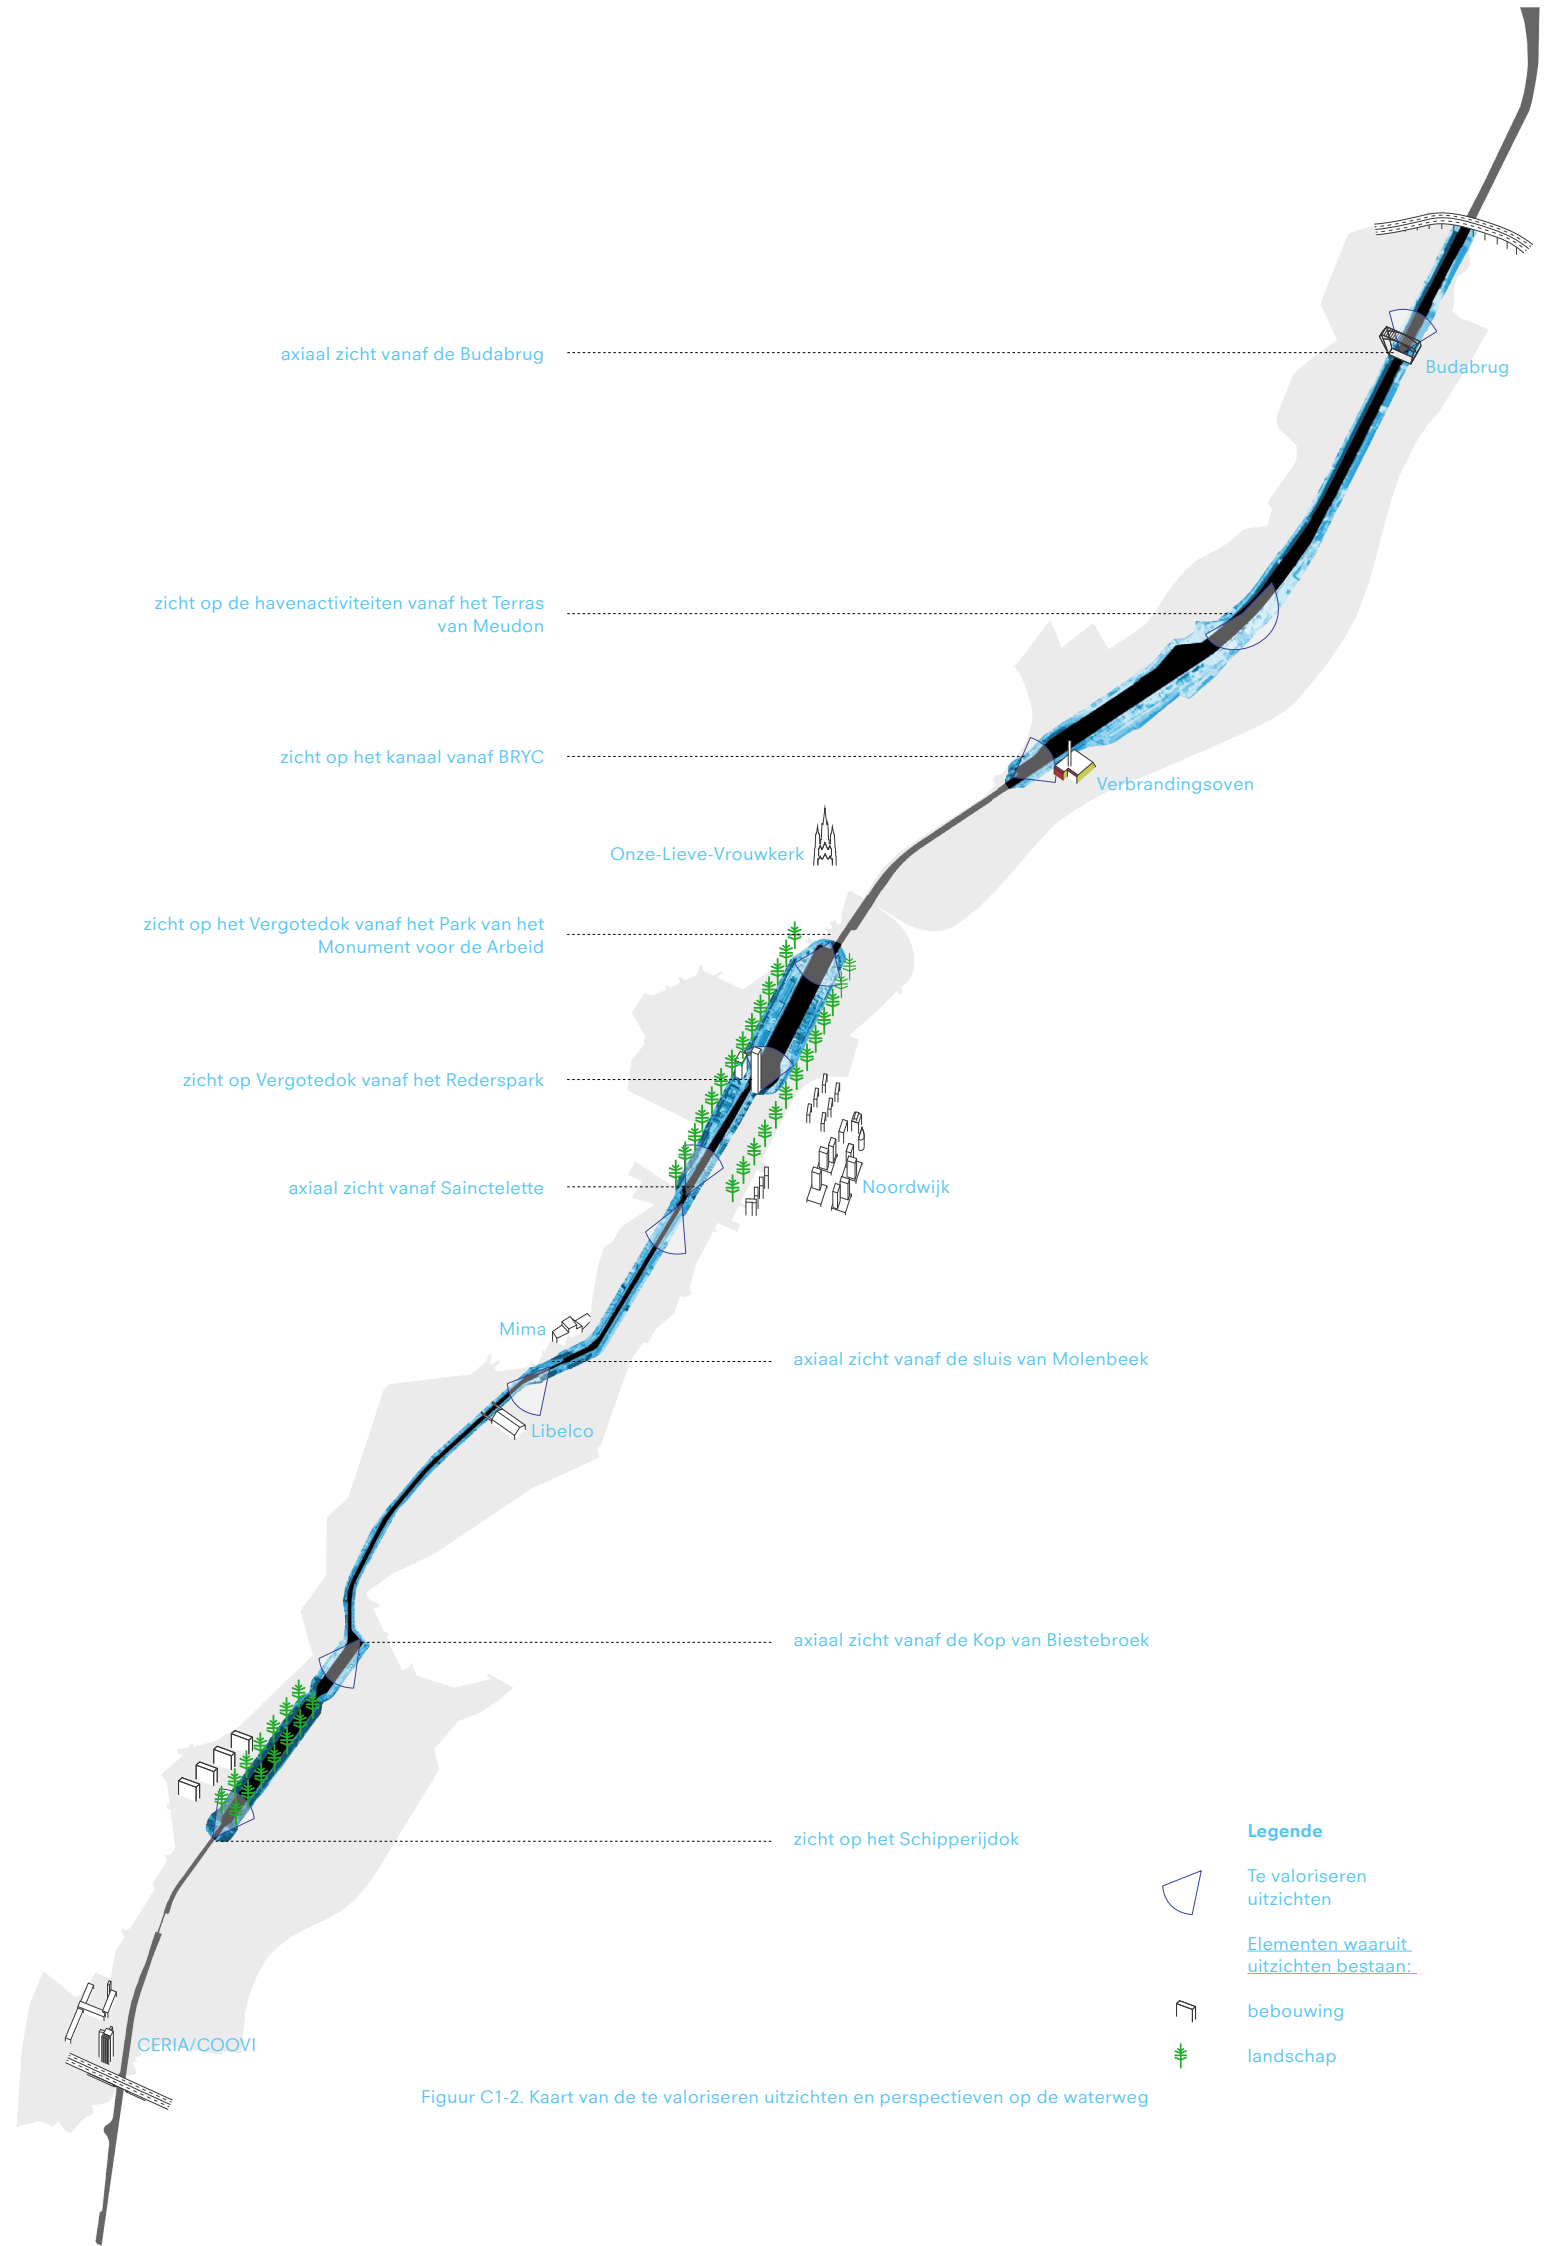 axiaal zicht vanaf de Budabrug
Budabrug
zicht op de havenactiviteiten vanaf het Terras
van Meudon
zicht op het kanaal vanaf BRYC
Verbrandingsoven
Onze-Lieve-Vrouwkerk
zicht op het Vergotedok vanaf het Park van het
Monument voor de Arbeid
zicht op Vergotedok vanaf het Rederspark
axiaal zicht vanaf Sainctelette
Noordwijk
Mima
axiaal zicht vanaf de sluis van Molenbeek
Libelco
axiaal zicht vanaf de Kop van Biestebroek
zicht op het Schipperijdok
Legende
Te valoriseren
uitzichten
Elementen waaruit
uitzichten bestaan:
bebouwing
landschap
CERIA/COOVI
Figuur C1-2. Kaart van de te valoriseren uitzichten en perspectieven op de waterweg